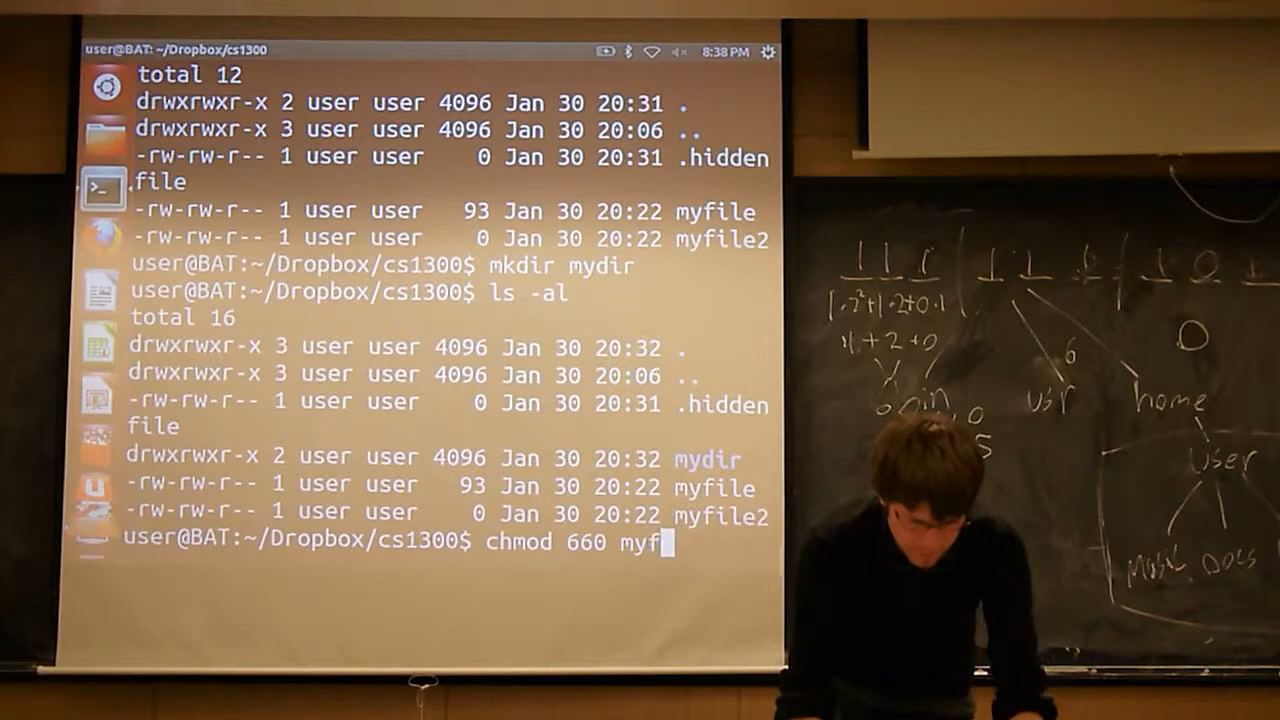 user@BAT: ~/Dropbox/cs1300 8:38 PM
total 12
drwxrwxr-x 2 user user 4096 Jan 30 20:31 .
drwxrwxr-x 3 user user 4096 Jan 30 20:06 ..
-rw-rw-r-- 1 user user 0 Jan 30 20:31 .hidden
file
-rw-rw-r-- 1 user user 93 Jan 30 20:22 myfile
-rw-rw-r-- 1 user user 0 Jan 30 20:22 myfile2
user@BAT:~/Dropbox/cs1300$ mkdir mydir
user@BAT:~/Dropbox/cs1300$ ls -al
total 16
drwxrwxr-x 3 user user 4096 Jan 30 20:32 .
drwxrwxr-x 3 user user 4096 Jan 30 20:06 ..
-rw-rw-r-- 1 user user 0 Jan 30 20:31 .hidden
file
drwxrwxr-x 2 user user 4096 Jan 30 20:32 mydir
-rw-rw-r-- 1 user user 93 Jan 30 20:22 myfile
-rw-rw-r-- 1 user user 0 Jan 30 20:22 myfile2
user@BAT:~/Dropbox/cs1300$ chmod 660 myf
1 1 1 | 1 1 1 | 1 0 1
4 + 2 + 0
0
6
usr home
user
Music Docs